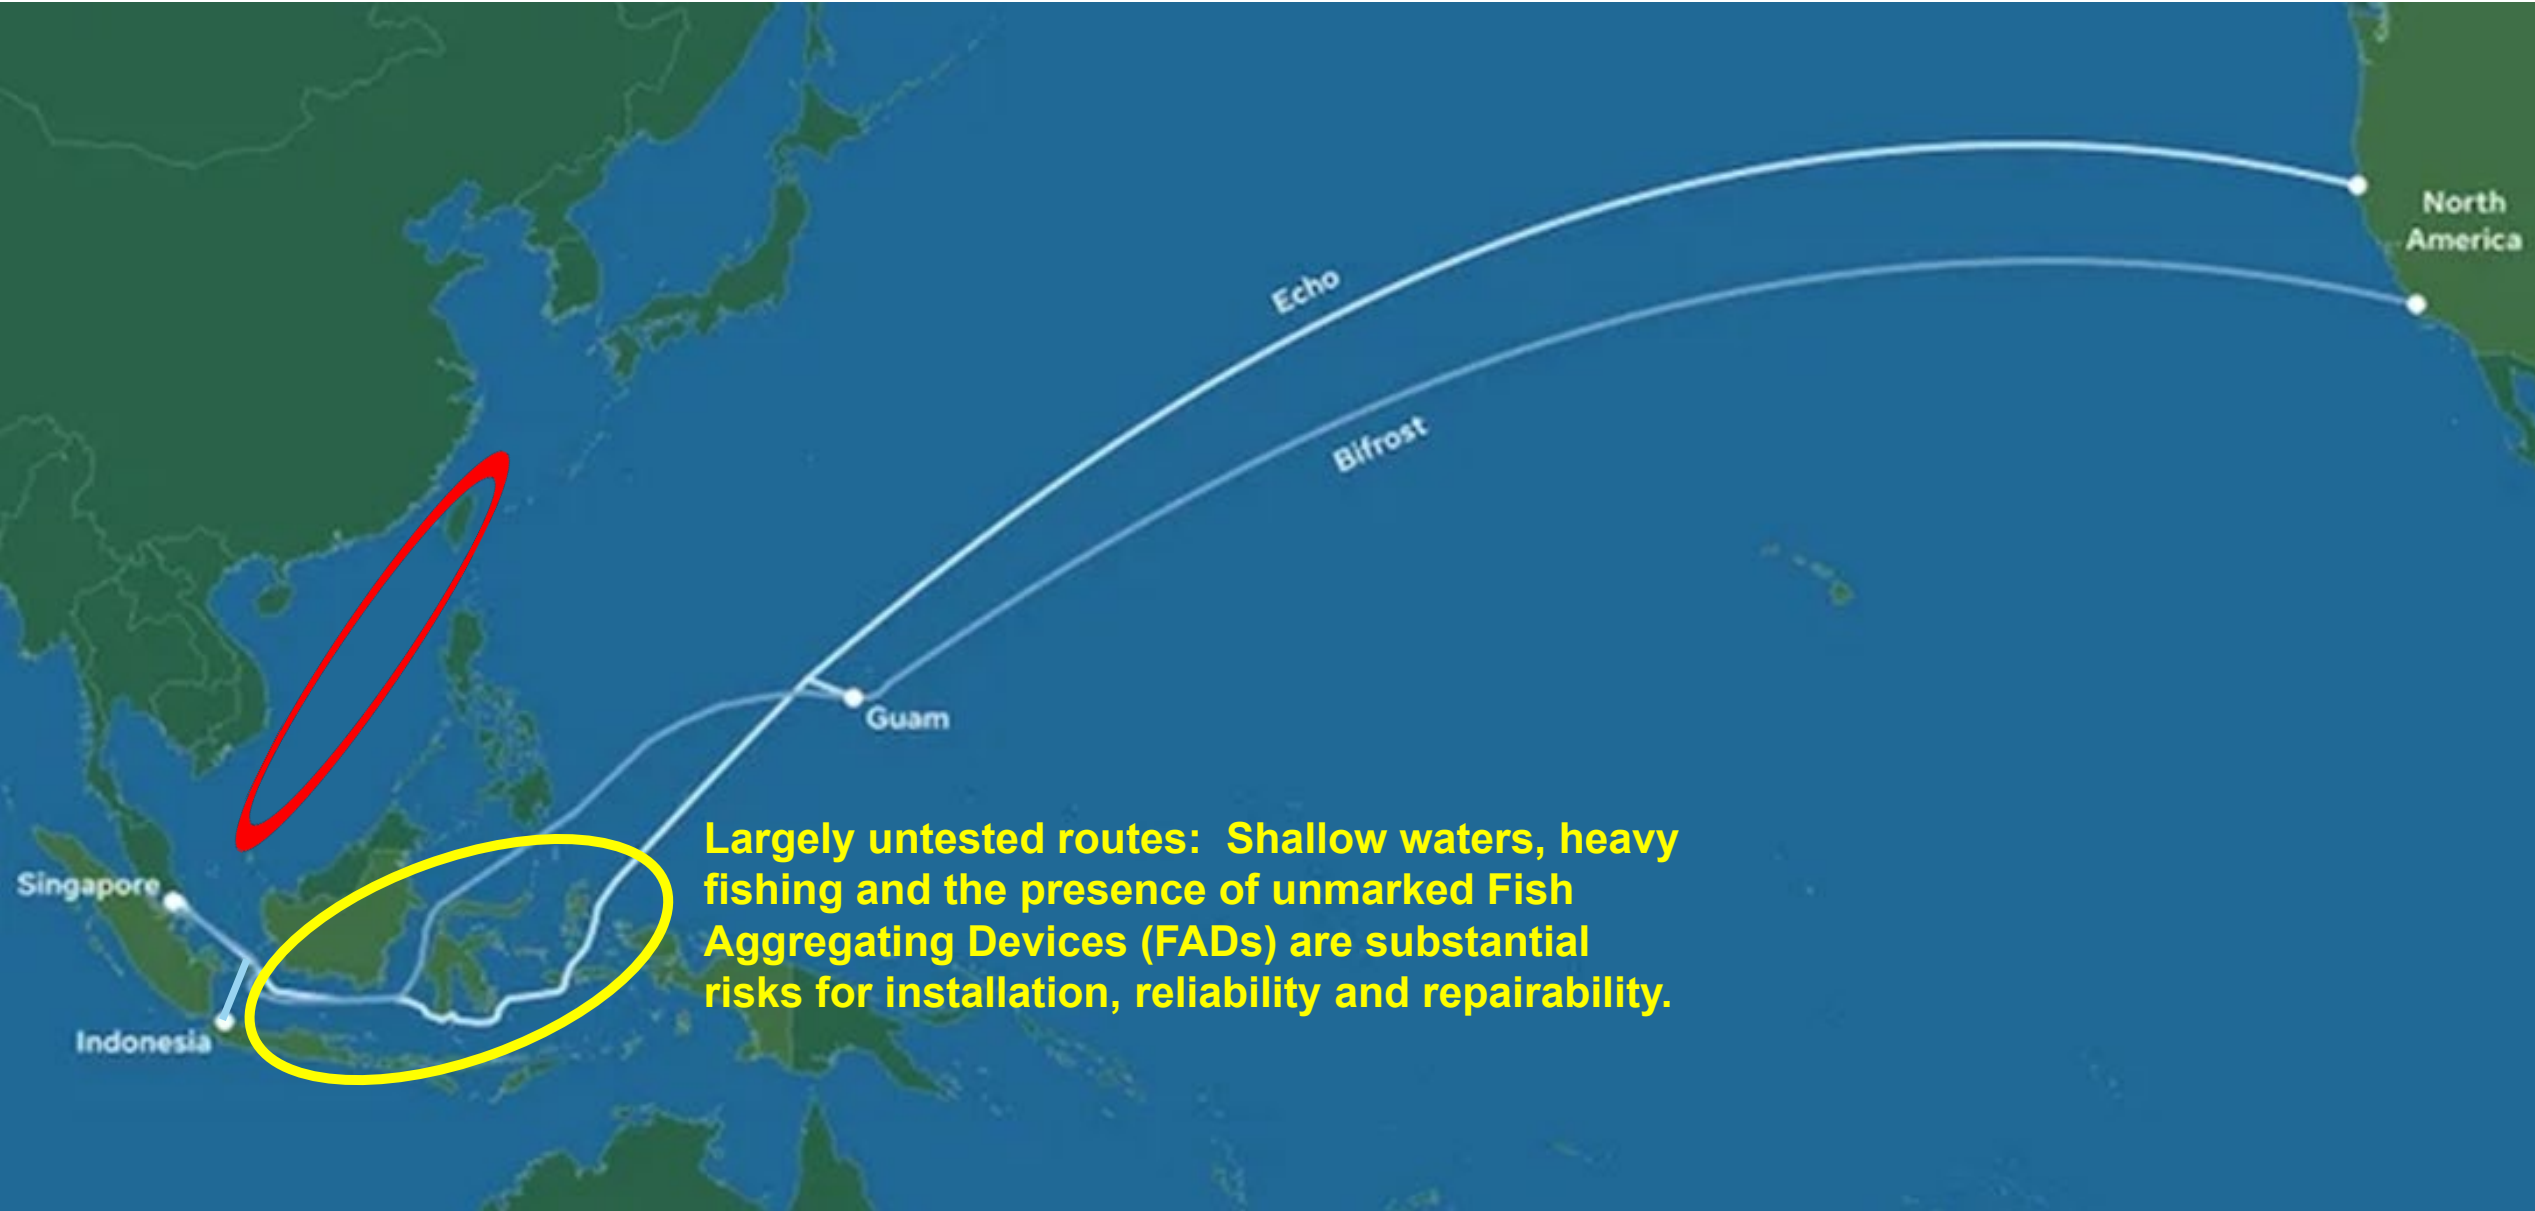 North
America
Echo
Bifrost
Guam
Largely untested routes:  Shallow waters, heavy
fishing and the presence of unmarked Fish
Aggregating Devices (FADs) are substantial
risks for installation, reliability and repairability.
Singapore
Indonesia